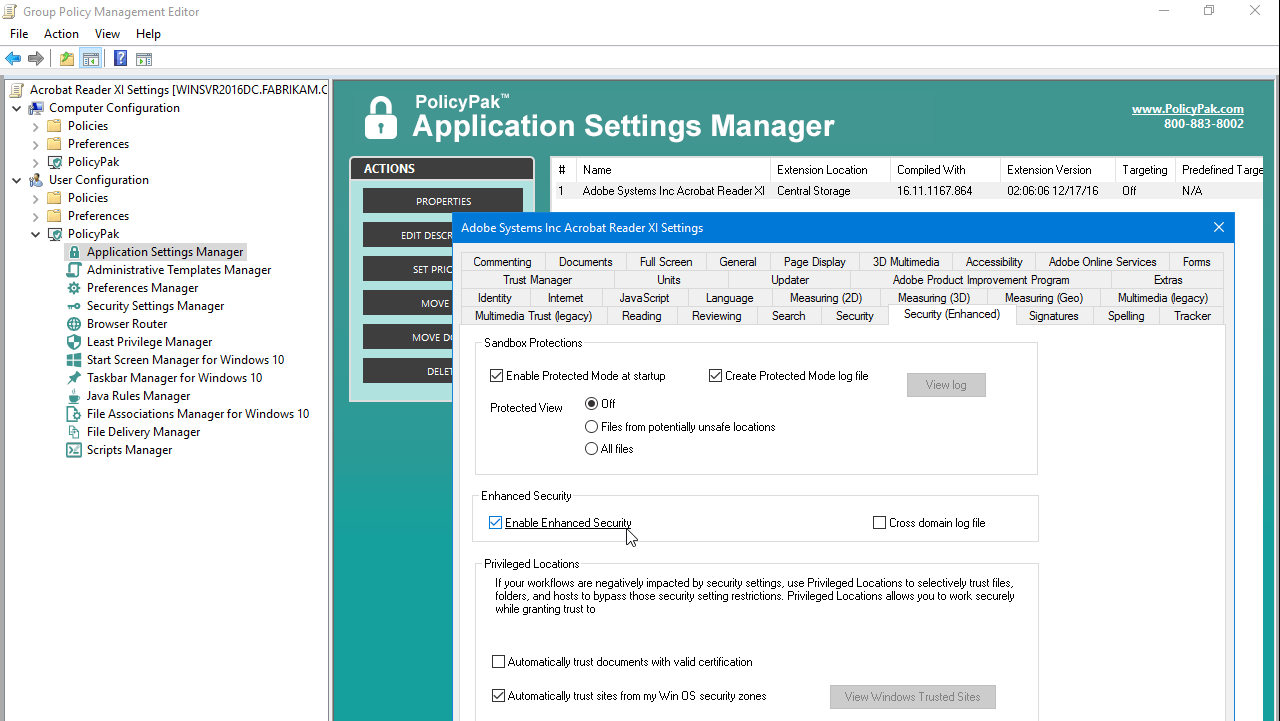 Group Policy Management Editor
File Action View Help
Acrobat Reader XI Settings [WINSVR2016DC.FABRIKAM.C
Computer Configuration
Policies
Preferences
PolicyPak
User Configuration
Policies
Preferences
PolicyPak
Application Settings Manager
Administrative Templates Manager
Preferences Manager
Security Settings Manager
Browser Router
Least Privilege Manager
Start Screen Manager for Windows 10
Taskbar Manager for Windows 10
Java Rules Manager
File Associations Manager for Windows 10
File Delivery Manager
Scripts Manager
PolicyPak™
Application Settings Manager
www.PolicyPak.com
800-883-8002
ACTIONS
PROPERTIES
EDIT DESCR
SET PRIC
MOVE
MOVE DO
DELET
# Name Extension Location Compiled With Extension Version Targeting Predefined Targe
1 Adobe Systems Inc Acrobat Reader XI Central Storage 16.11.1167.864 02:06:06 12/17/16 Off N/A
Adobe Systems Inc Acrobat Reader XI Settings
Commenting Documents Full Screen General Page Display 3D Multimedia Accessibility Adobe Online Services Forms
Trust Manager Units Updater Adobe Product Improvement Program Extras
Identity Internet JavaScript Language Measuring (2D) Measuring (3D) Measuring (Geo) Multimedia (legacy)
Multimedia Trust (legacy) Reading Reviewing Search Security Security (Enhanced) Signatures Spelling Tracker
Sandbox Protections
Enable Protected Mode at startup Create Protected Mode log file View log
Protected View Off
Files from potentially unsafe locations
All files
Enhanced Security
Enable Enhanced Security Cross domain log file
Privileged Locations
If your workflows are negatively impacted by security settings, use Privileged Locations to selectively trust files,
folders, and hosts to bypass those security setting restrictions. Privileged Locations allows you to work securely
while granting trust to
Automatically trust documents with valid certification
Automatically trust sites from my Win OS security zones View Windows Trusted Sites